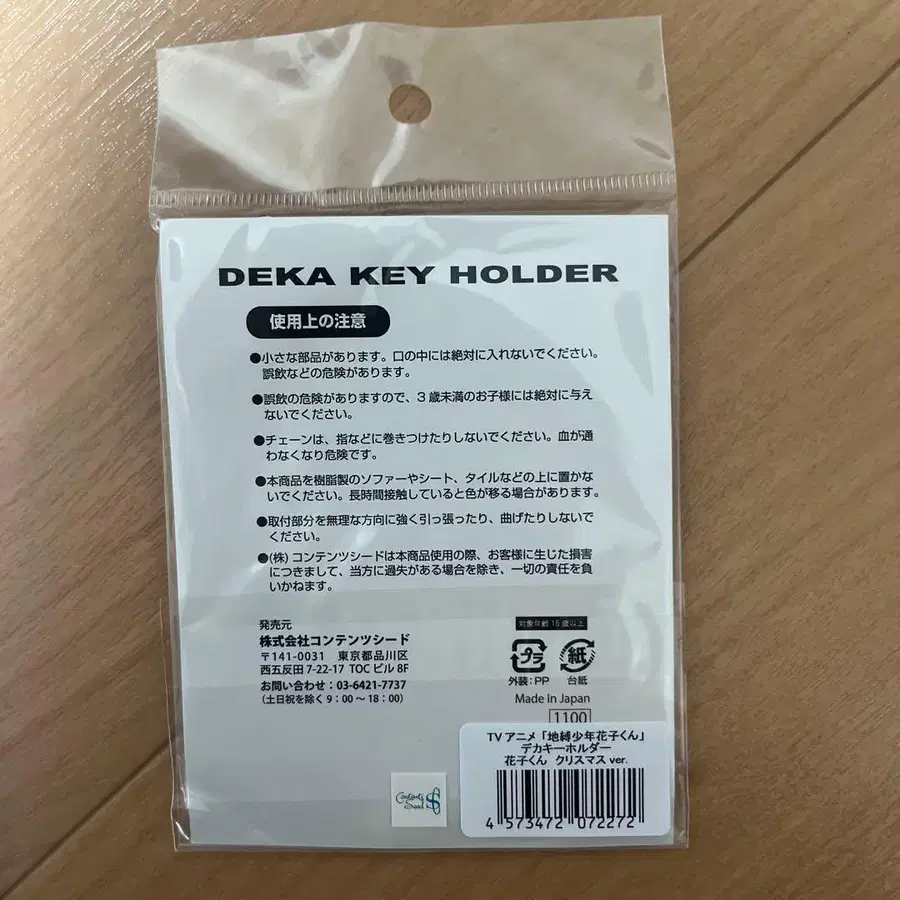 DEKA KEY HOLDER
使用上の注意
●小さな部品があります。口の中には絶対に入れないでください。
誤飲などの危険があります。
●誤飲の危険がありますので、3歳未満のお子様には絶対に与え
ないでください。
●チェーンは、指などに巻きつけたりしないでください。血が通
わなくなり危険です。
●本商品を樹脂製のソファーやシート、タイルなどの上に置かな
いでください。長時間接触していると色が移る場合があります。
●取付部分を無理な方向に強く引っ張ったり、曲げたりしないで
ください。
●(株)コンテンツシードは本商品使用の際、お客様に生じた損害
につきまして、当方に過失がある場合を除き、一切の責任を負
いかねます。
発売元
株式会社コンテンツシード
〒141-0031 東京都品川区
西五反田 7-22-17 TOC ビル 8F
お問い合わせ:03-6421-7737
(土日祝を除く 9:00 〜 18:00)
対象年齢 15 歳以上
プラ 紙
外装:PP 台紙
Made In Japan
1100
TV アニメ「地縛少年花子くん」
デカキーホルダー
花子くん クリスマス ver.
4 573472 072272
Contents Seed